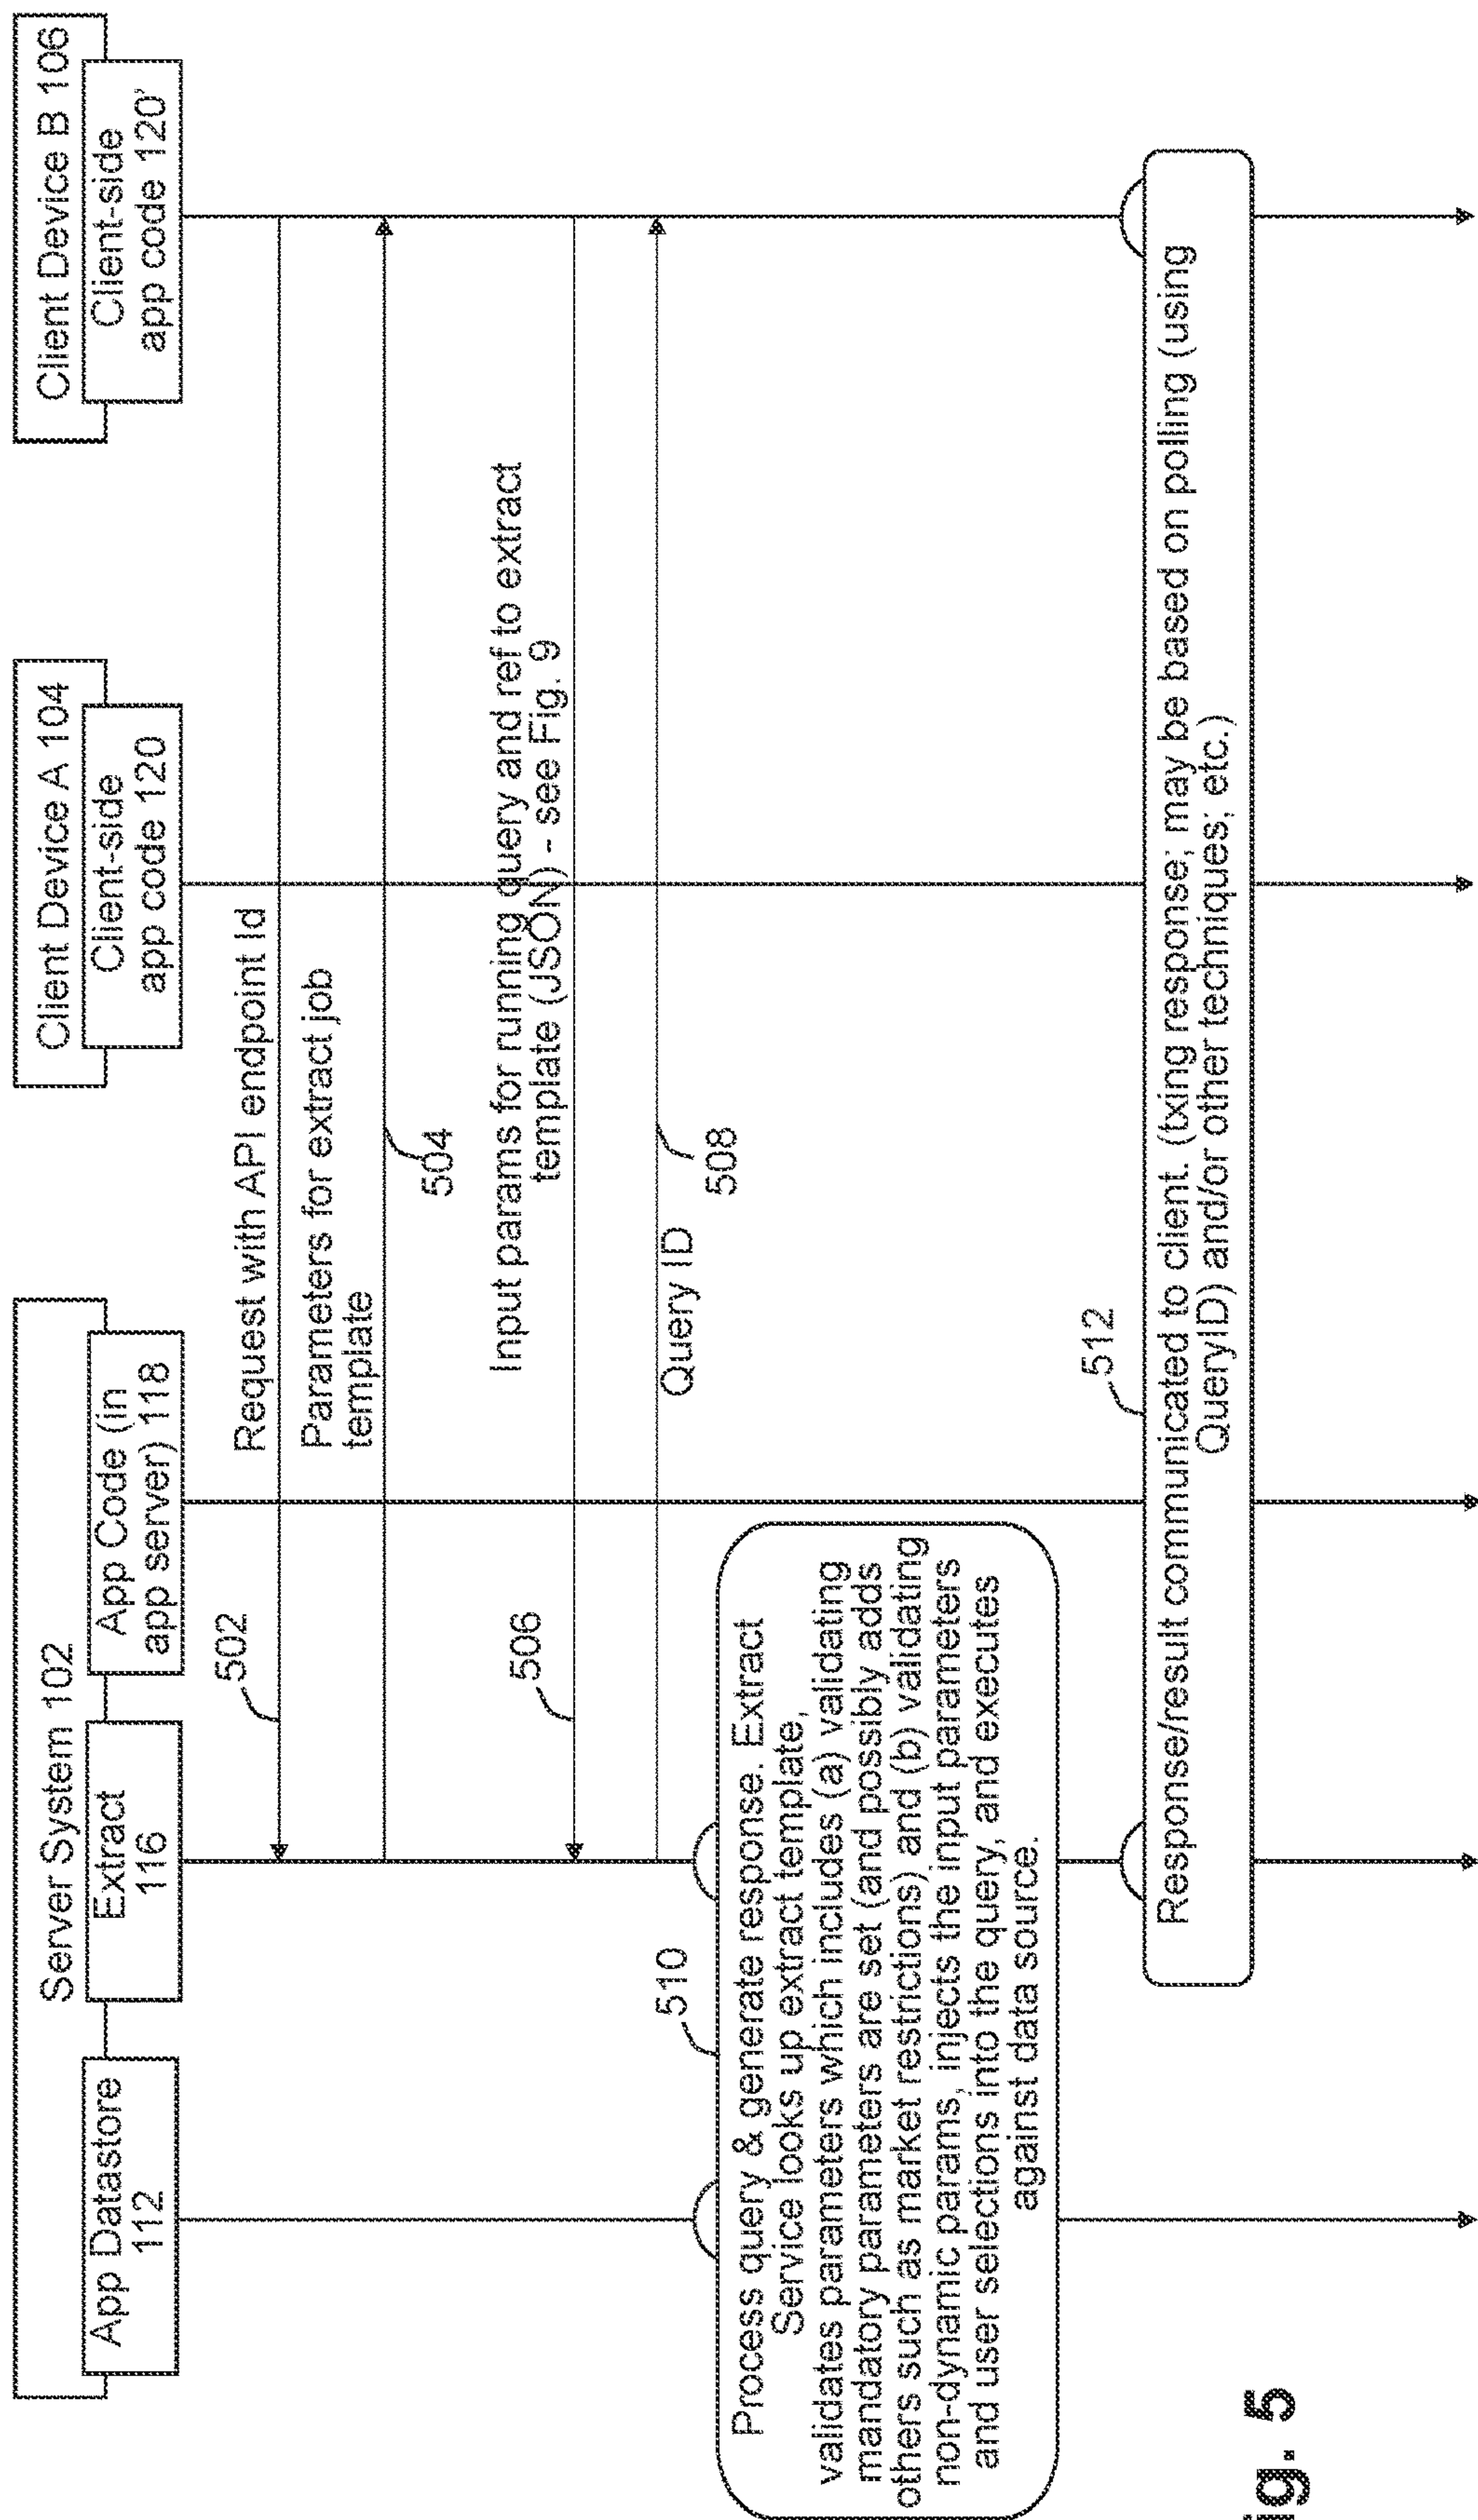 Server System 102
App Datastore
112
Extract
116
App Code (in
app server) 118
Client Device A 104
Client-side
app code 120
Client Device B 106
Client-side
app code 120'
502
Request with API endpoint Id
Parameters for extract job
template
504
506
Input params for running query and ref to extract
template (JSON) - see Fig. 9
Query ID
508
510
Process query & generate response. Extract
Service looks up extract template,
validates parameters which includes (a) validating
mandatory parameters are set (and possibly adds
others such as market restrictions) and (b) validating
non-dynamic params, injects the input parameters
and user selections into the query, and executes
against data source.
512
Response/result communicated to client. (txing response; may be based on polling (using
QueryID) and/or other techniques; etc.)
ig. 5